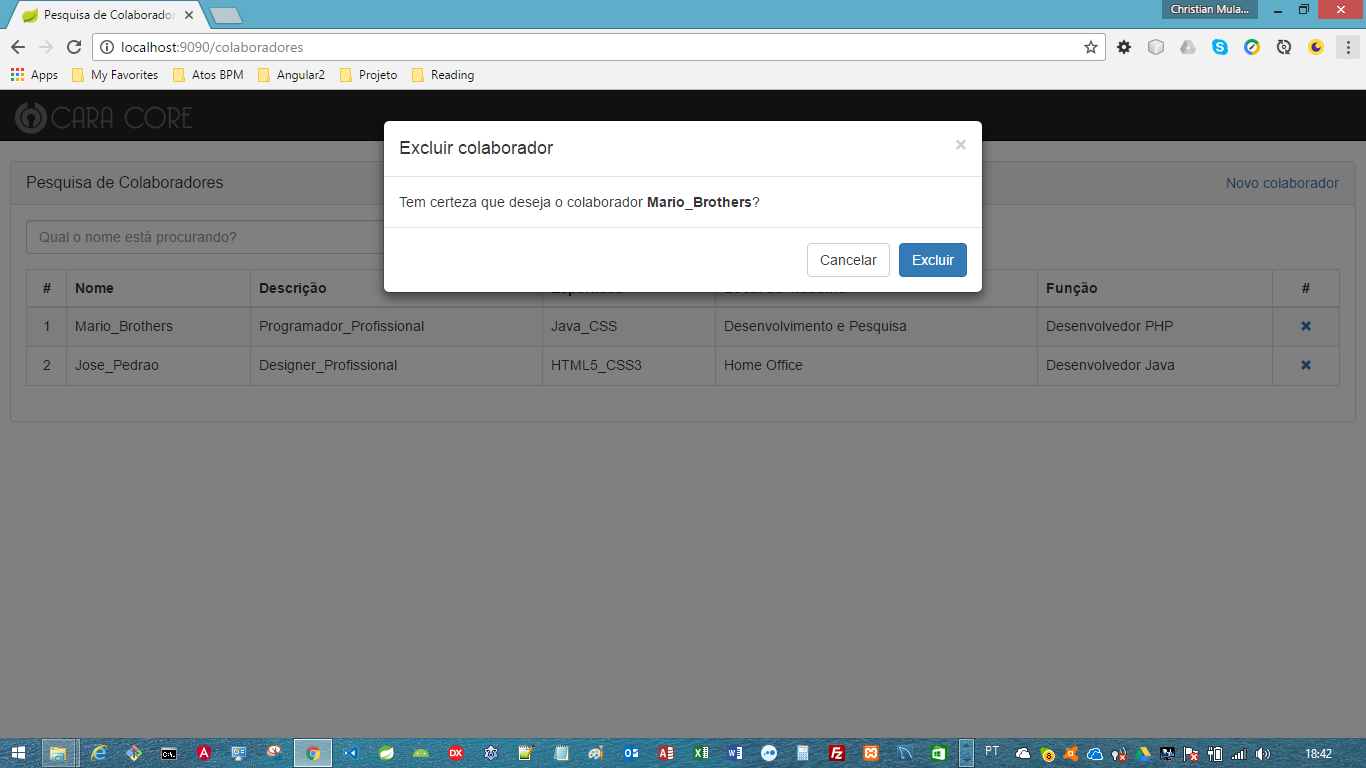 Pesquisa de Colaborador
Christian Mula...
localhost:9090/colaboradores
Apps My Favorites Atos BPM Angular2 Projeto Reading
CARA CORE
Excluir colaborador ×
Tem certeza que deseja o colaborador Mario_Brothers?
Cancelar Excluir
Pesquisa de Colaboradores Novo colaborador
Qual o nome está procurando?
# Nome Descrição Função #
1 Mario_Brothers Programador_Profissional Java_CSS Desenvolvimento e Pesquisa Desenvolvedor PHP
2 Jose_Pedrao Designer_Profissional HTML5_CSS3 Home Office Desenvolvedor Java
PT 18:42